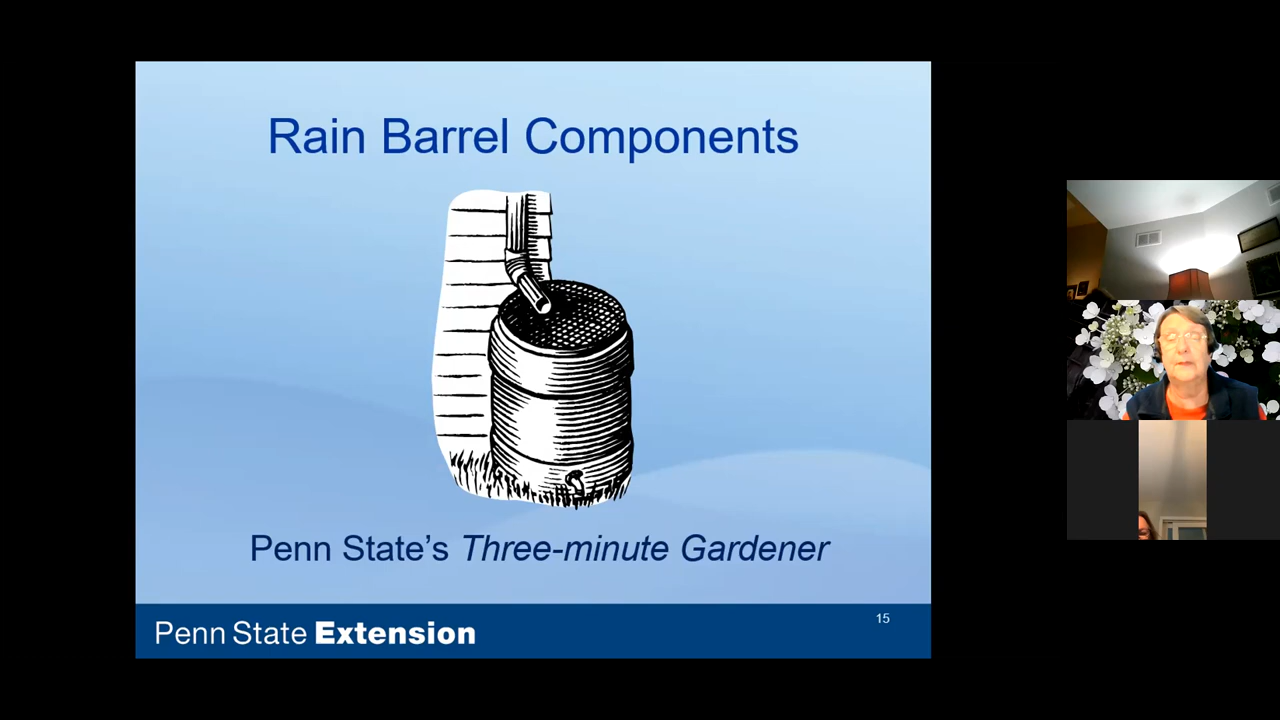 Rain Barrel Components
Penn State’s Three-minute Gardener
15
Penn State Extension